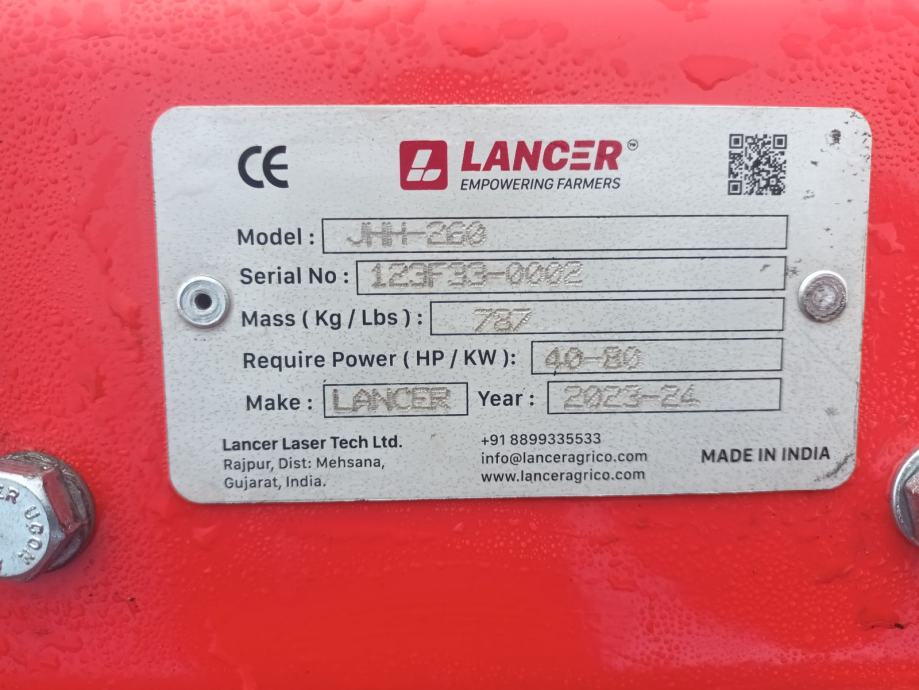 CE LANCER™
EMPOWERING FARMERS
Model : JHH-260
Serial No : 123F33-0002
Mass ( Kg / Lbs ) : 787
Require Power ( HP / KW ): 40-80
Make : LANCER Year : 2023-24
Lancer Laser Tech Ltd.
Rajpur, Dist: Mehsana,
Gujarat, India.
+91 8899335533
info@lanceragrico.com
www.lanceragrico.com
MADE IN INDIA